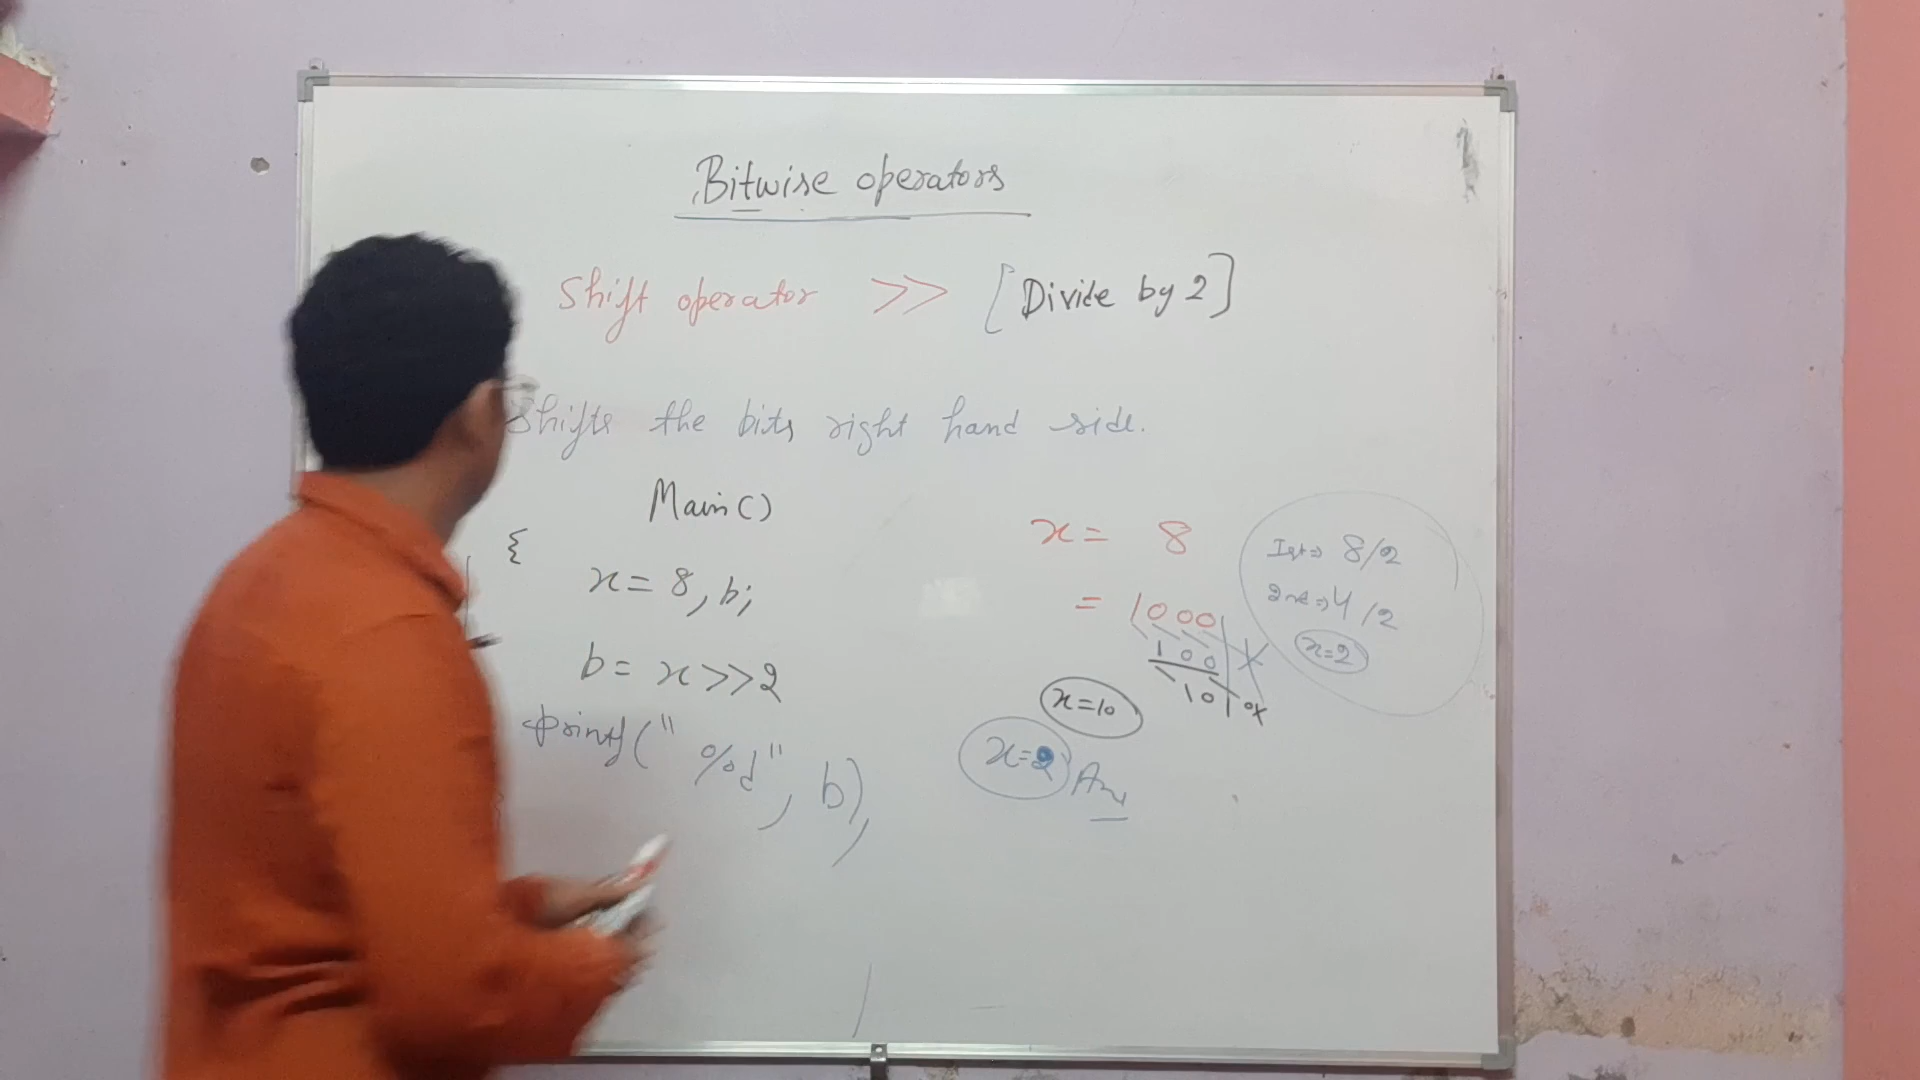 Bitwise operators
Shift operator >> [Divide by 2]
Shifts the bits right hand side.
Main()
{
x = 8, b;
b = x>>2
printf("%d", b);
x = 8
= 1000
100
10
x=10
x=2 Ans
Ist⇒ 8/2
2nd⇒ 4/2
x=2